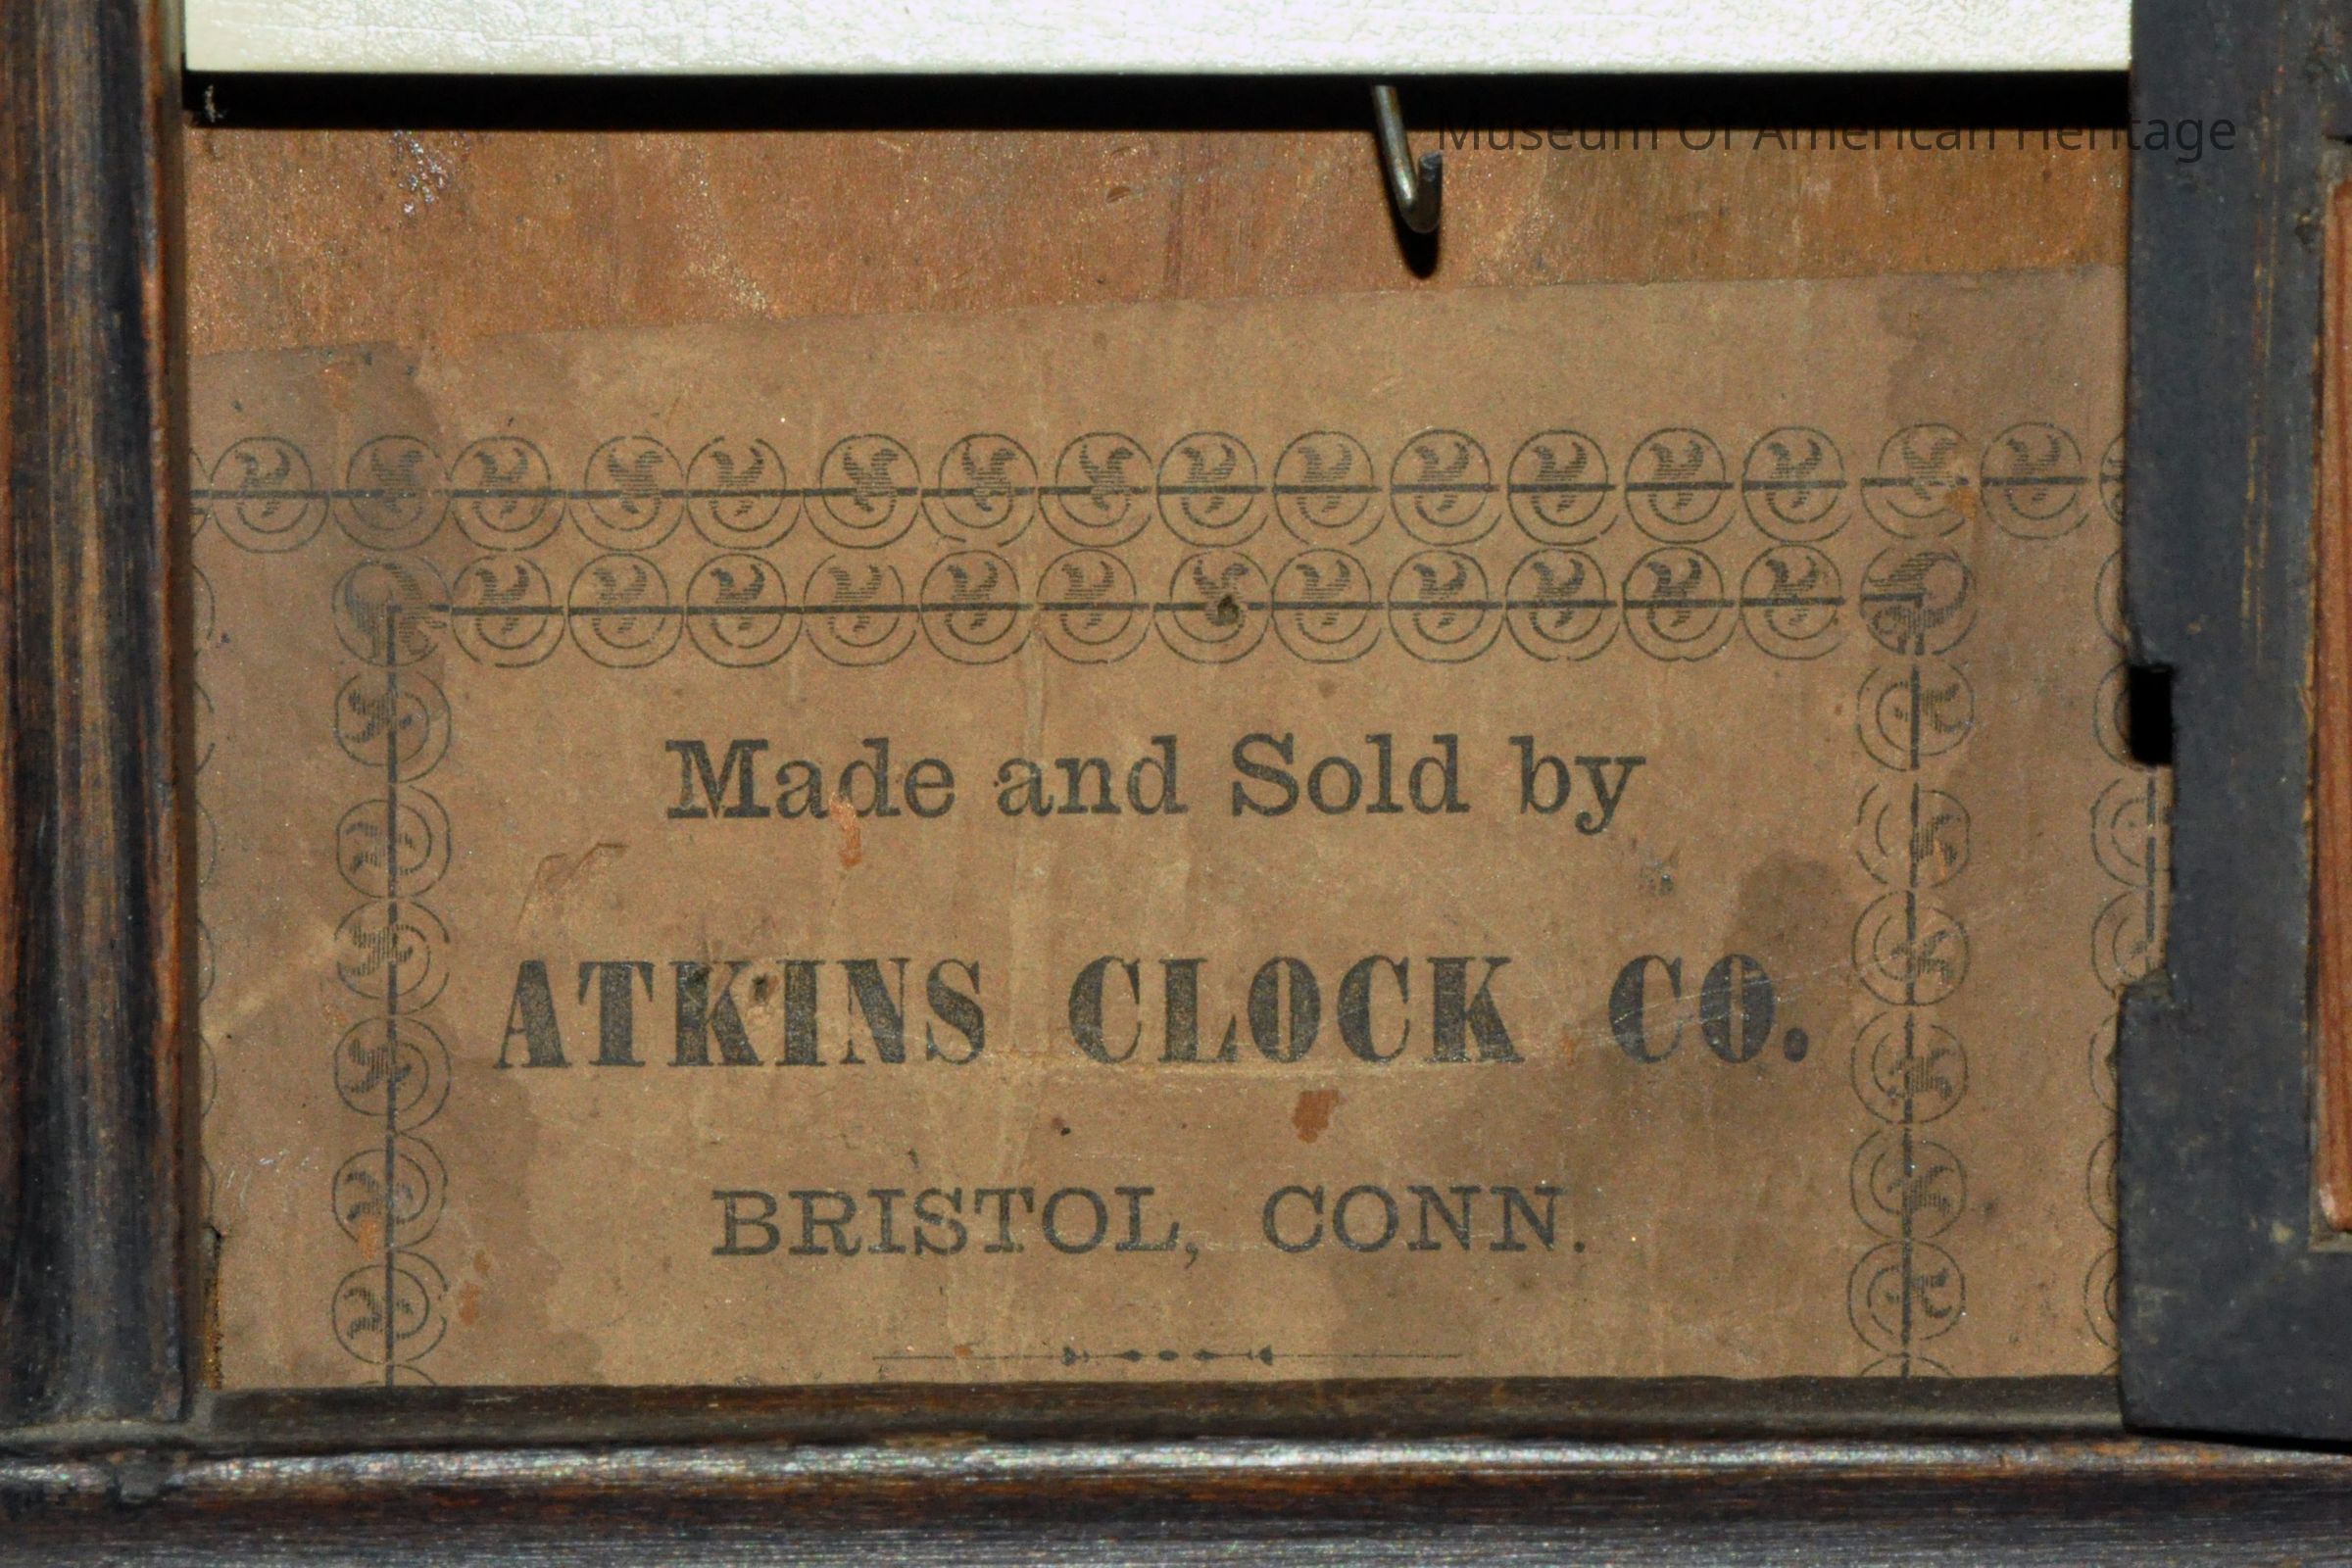 Museum Of American Heritage
Made and Sold by
ATKINS CLOCK CO.
BRISTOL, CONN.